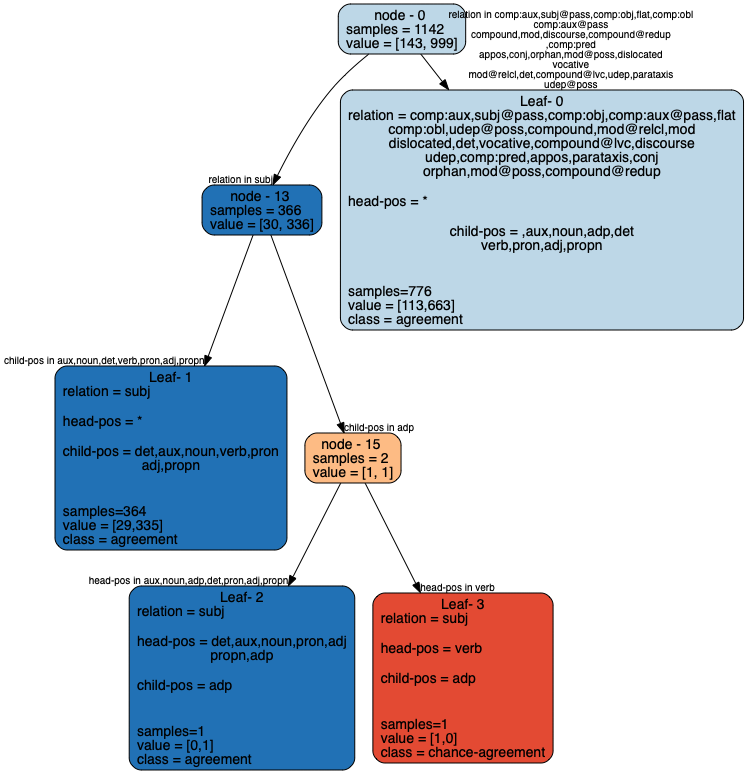 node - 0
samples = 1142
value = [143, 999]
relation in comp:aux,subj@pass,comp:obj,flat,comp:obl
comp:aux@pass
compound,mod,discourse,compound@redup
,comp:pred
appos,conj,orphan,mod@poss,dislocated
vocative
mod@relcl,det,compound@lvc,udep,parataxis
udep@poss
Leaf- 0
relation = comp:aux,subj@pass,comp:obj,comp:aux@pass,flat
comp:obl,udep@poss,compound,mod@relcl,mod
dislocated,det,vocative,compound@lvc,discourse
udep,comp:pred,appos,parataxis,conj
orphan,mod@poss,compound@redup
head-pos = *
child-pos = ,aux,noun,adp,det
verb,pron,adj,propn
samples=776
value = [113,663]
class = agreement
relation in subj
node - 13
samples = 366
value = [30, 336]
child-pos in aux,noun,det,verb,pron,adj,propn
Leaf- 1
relation = subj
head-pos = *
child-pos = det,aux,noun,verb,pron
adj,propn
samples=364
value = [29,335]
class = agreement
child-pos in adp
node - 15
samples = 2
value = [1, 1]
head-pos in aux,noun,adp,det,pron,adj,propn
Leaf- 2
relation = subj
head-pos = det,aux,noun,pron,adj
propn,adp
child-pos = adp
samples=1
value = [0,1]
class = agreement
head-pos in verb
Leaf- 3
relation = subj
head-pos = verb
child-pos = adp
samples=1
value = [1,0]
class = chance-agreement